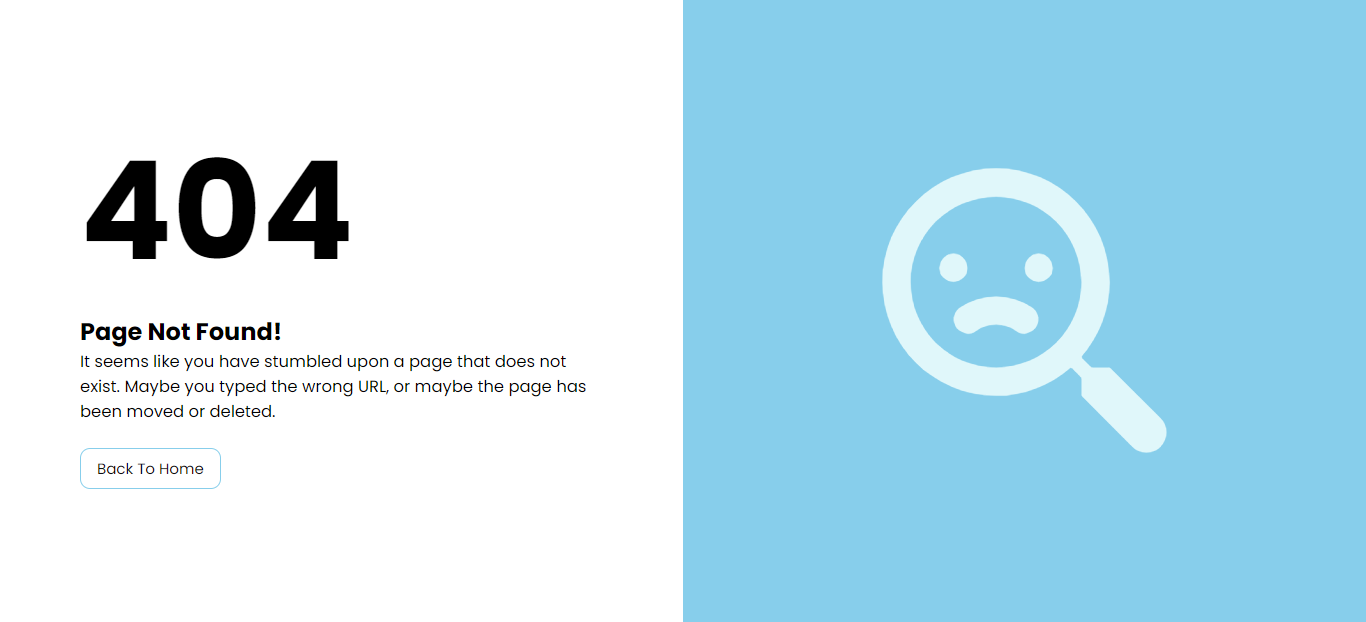 404
Page Not Found!
It seems like you have stumbled upon a page that does not
exist. Maybe you typed the wrong URL, or maybe the page has
been moved or deleted.
Back To Home